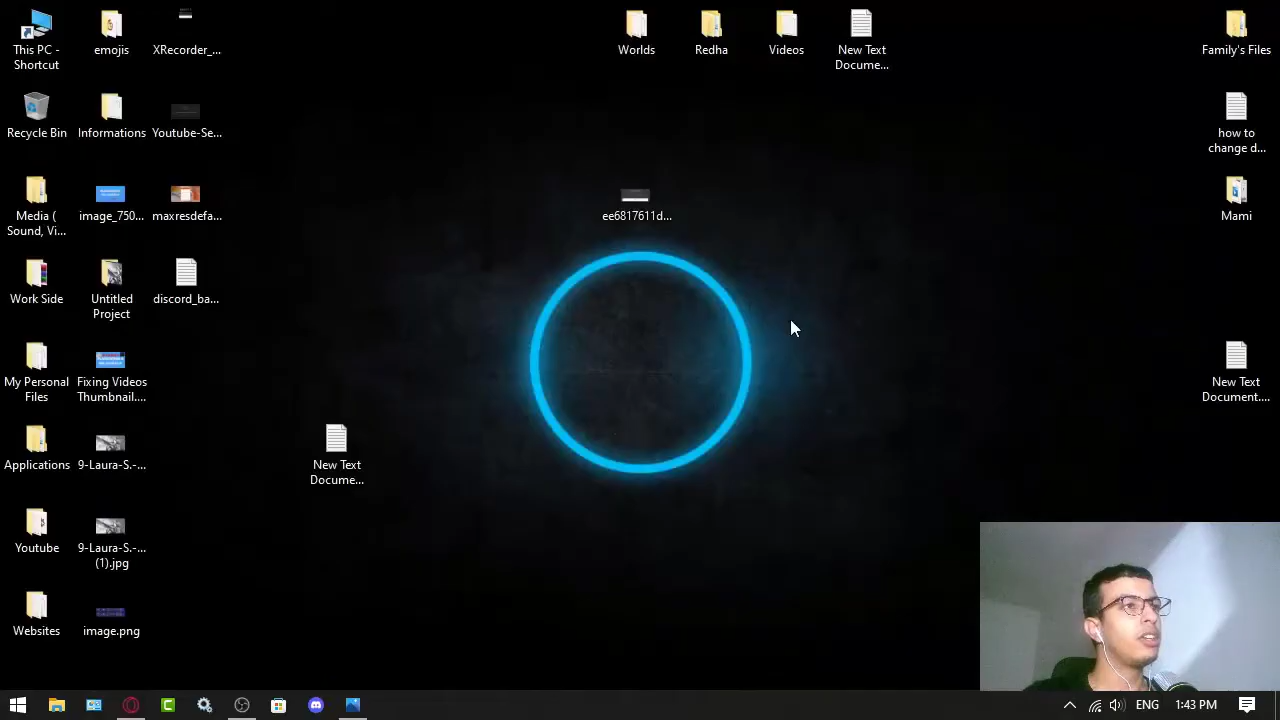 This PC -
Shortcut
emojis
XRecorder_...
Worlds
Redha
Videos
New Text
Docume...
Family's Files
Recycle Bin
Informations
Youtube-Se...
how to
change d...
Media (
Sound, Vi...
image_750...
maxresdefa...
ee6817611d...
Mami
Work Side
Untitled
Project
discord_ba...
My Personal
Files
Fixing Videos
Thumbnail....
New Text
Document....
Applications
9-Laura-S.-...
New Text
Docume...
Youtube
9-Laura-S.-...
(1).jpg
Websites
image.png
ENG
1:43 PM